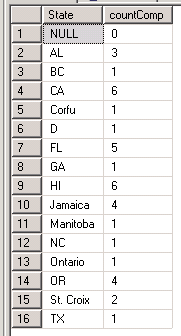 State countComp
1 NULL 0
2 AL 3
3 BC 1
4 CA 6
5 Corfu 1
6 D 1
7 FL 5
8 GA 1
9 HI 6
10 Jamaica 4
11 Manitoba 1
12 NC 1
13 Ontario 1
14 OR 4
15 St. Croix 2
16 TX 1